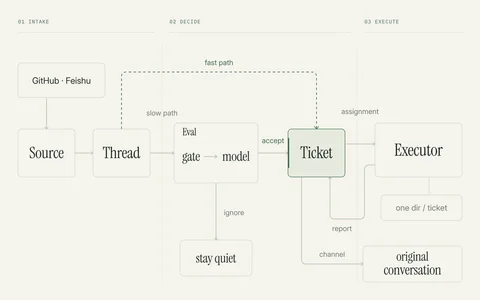 01 INTAKE
02 DECIDE
03 EXECUTE
fast path
GitHub · Feishu
slow path
assignment
Eval
Source
Thread
gate → model
accept
Ticket
Executor
one dir / ticket
ignore
report
stay quiet
channel
original
conversation